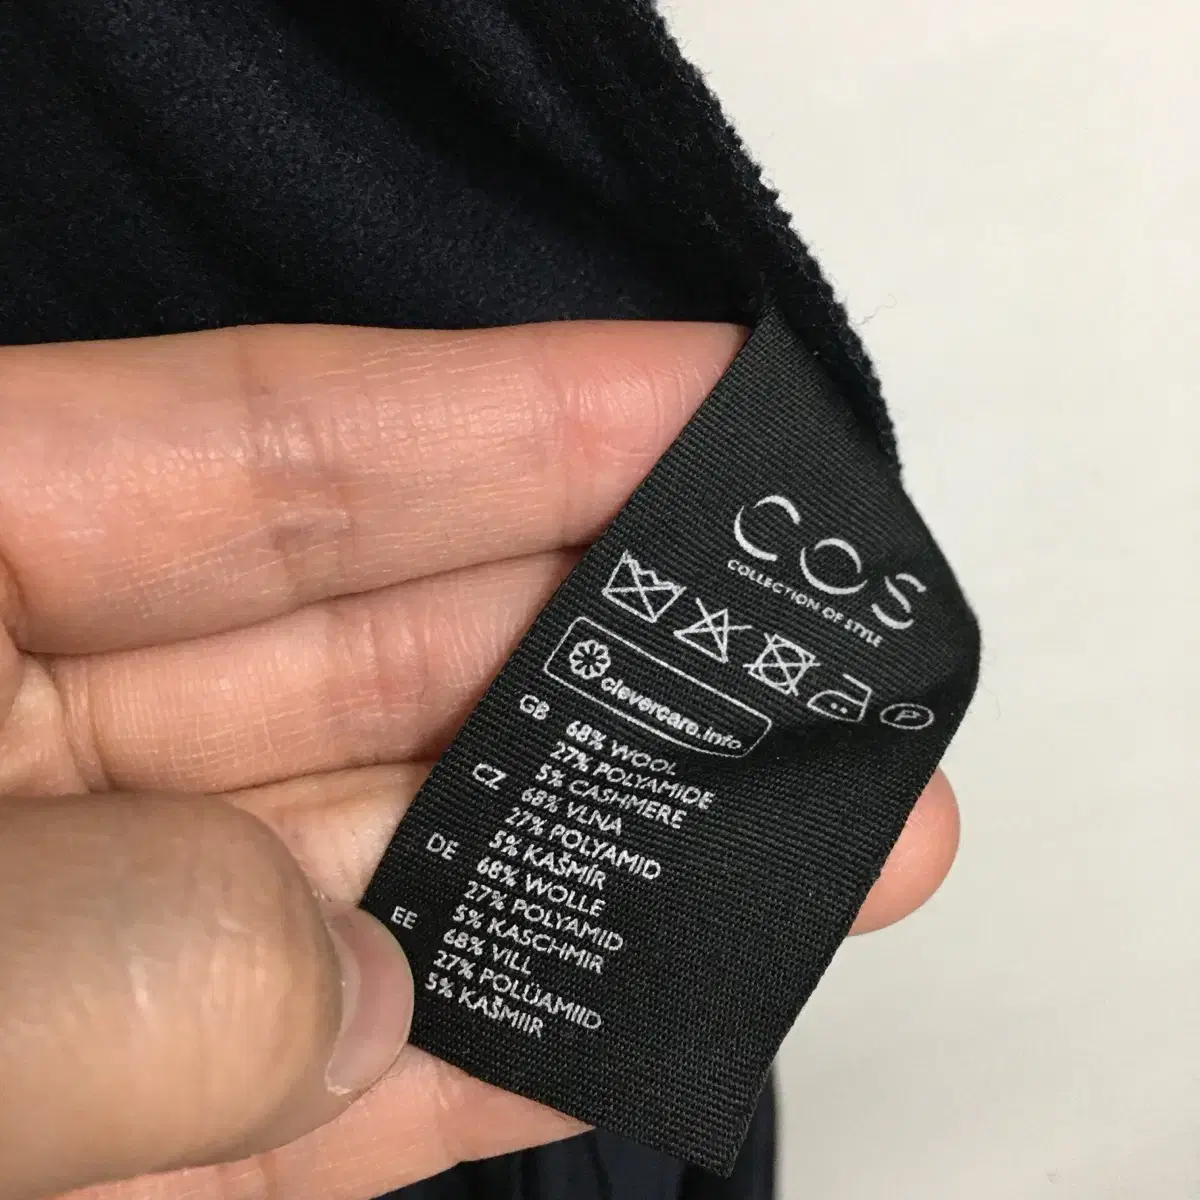 COS
COLLECTION OF STYLE
P
clevercare.info
GB 68% WOOL
27% POLYAMIDE
5% CASHMERE
CZ 68% VLNA
27% POLYAMID
5% KAŠMÍR
DE 68% WOLLE
27% POLYAMID
5% KASCHMIR
EE 68% VILL
27% POLÜAMIID
5% KAŠMIIR